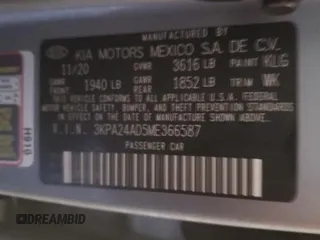 MANUFACTURED BY
KIA MOTORS MEXICO S.A. DE C.V.
11/20 GVWR 3616 LB PAINT KLG
FRONT 1940 LB REAR 1852 LB TRIM WK
THIS VEHICLE CONFORMS TO ALL APPLICABLE U.S. FEDERAL MOTOR
VEHICLE SAFETY, BUMPER, AND THEFT PREVENTION STANDARDS
IN EFFECT ON THE DATE OF MANUFACTURE SHOWN ABOVE.
V.I.N. 3KPA24AD5ME366587
PASSENGER CAR
H910
DREAMBID